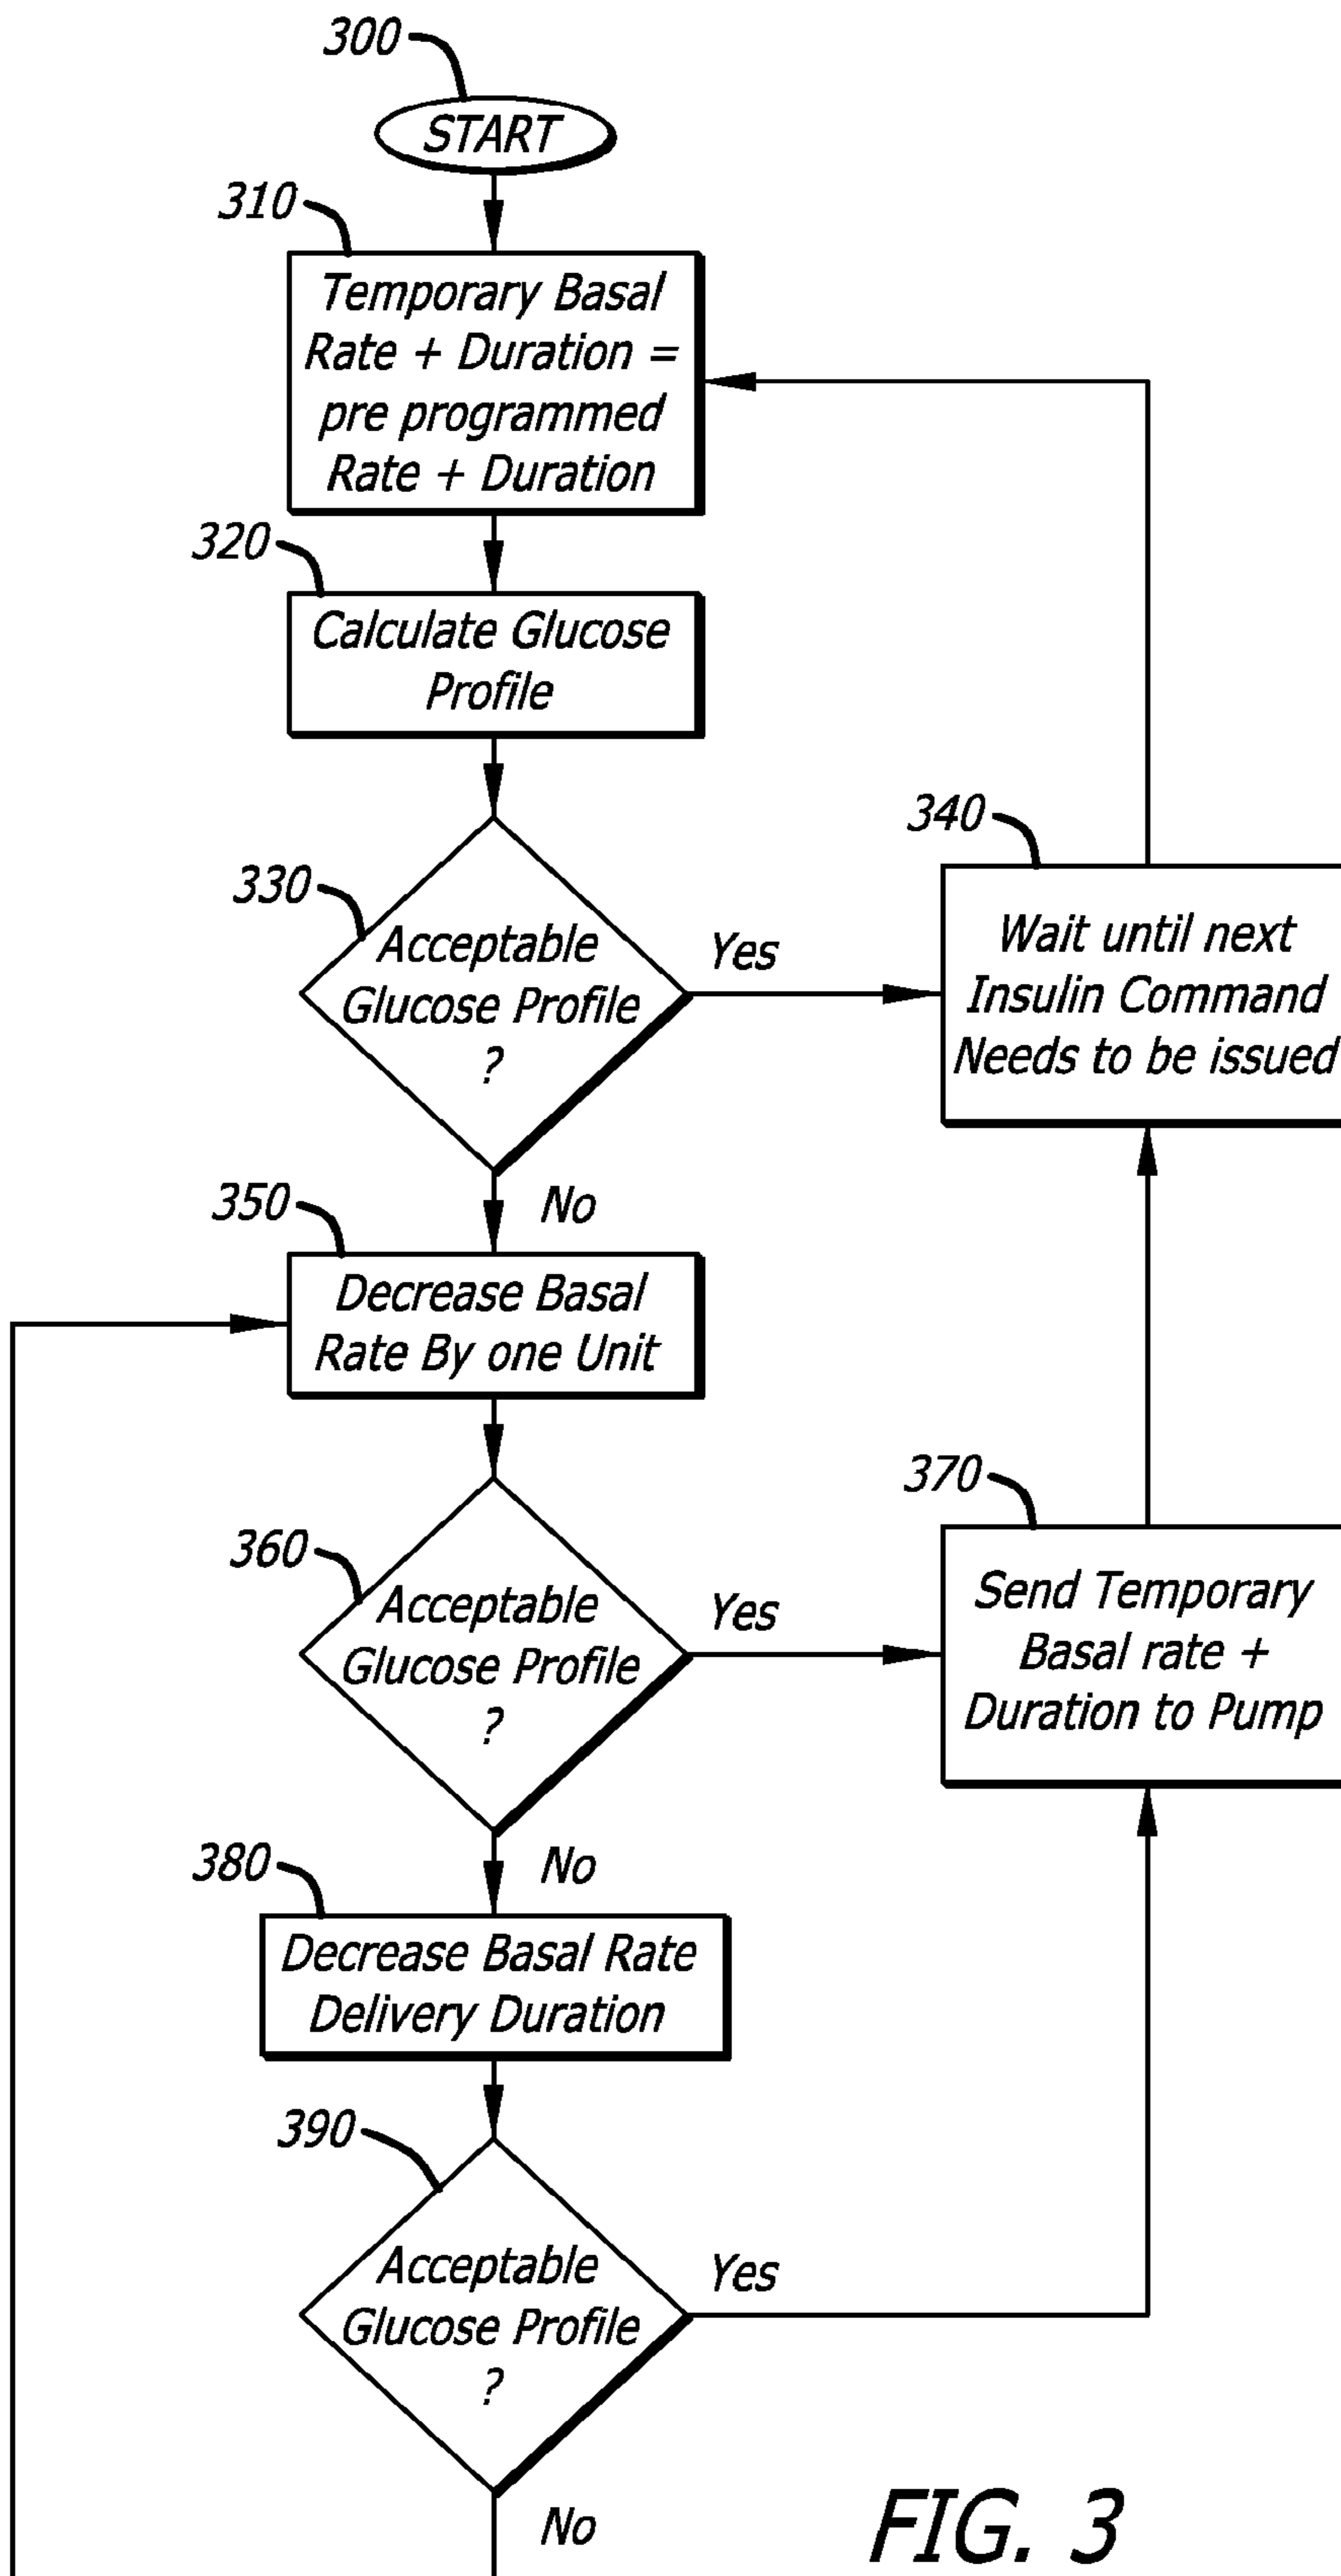 300
START
310
Temporary Basal
Rate + Duration =
pre programmed
Rate + Duration
320
Calculate Glucose
Profile
330
Acceptable
Glucose Profile
?
Yes
340
Wait until next
Insulin Command
Needs to be issued
No
350
Decrease Basal
Rate By one Unit
360
Acceptable
Glucose Profile
?
Yes
370
Send Temporary
Basal rate +
Duration to Pump
No
380
Decrease Basal Rate
Delivery Duration
390
Acceptable
Glucose Profile
?
Yes
No
FIG. 3